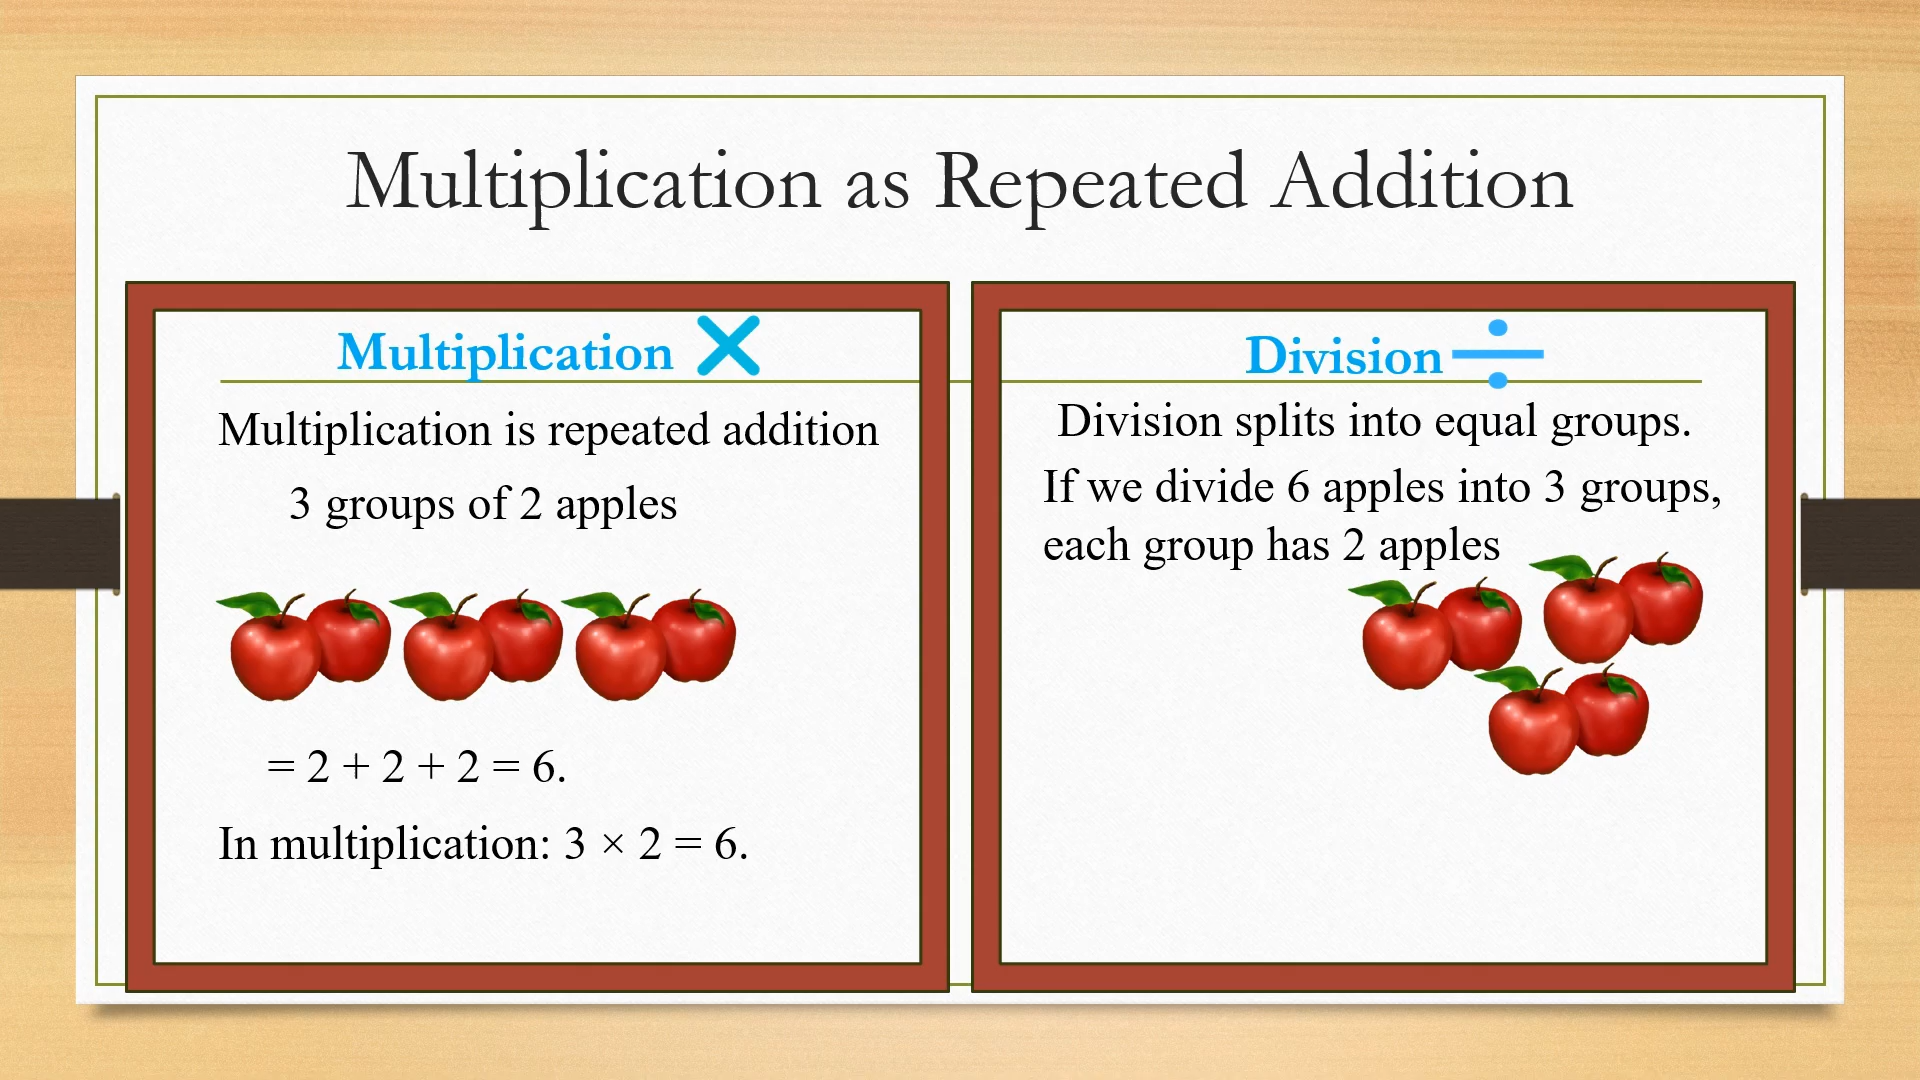 Multiplication as Repeated Addition
Multiplication ×
Multiplication is repeated addition
3 groups of 2 apples
= 2 + 2 + 2 = 6.
In multiplication: 3 × 2 = 6.
Division ÷
Division splits into equal groups.
If we divide 6 apples into 3 groups,
each group has 2 apples